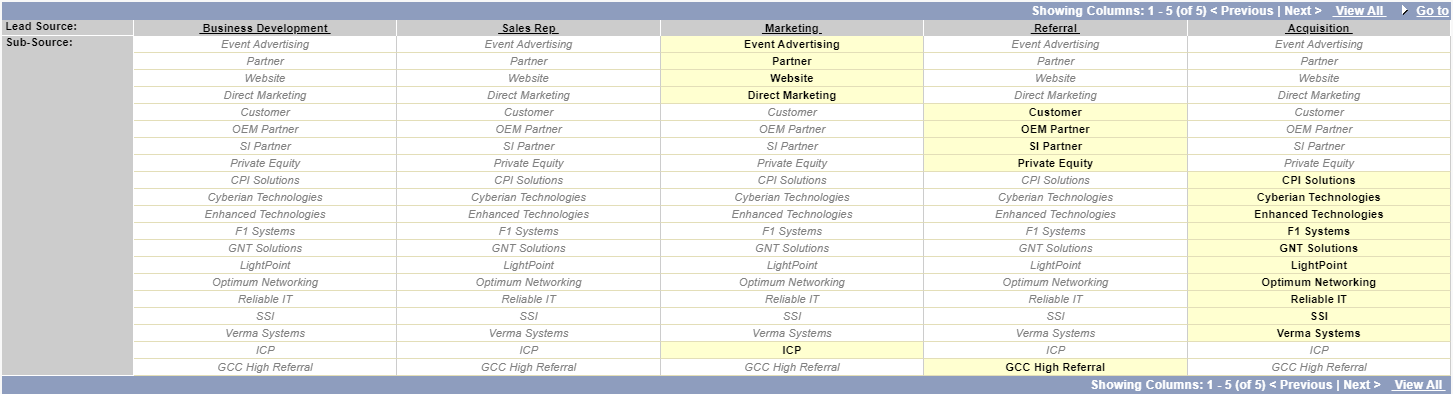 Showing Columns: 1 - 5 (of 5) < Previous | Next > View All Go to
Lead Source: Business Development Sales Rep Marketing Referral Acquisition
Sub-Source: Event Advertising Event Advertising Event Advertising Event Advertising Event Advertising
Partner Partner Partner Partner Partner
Website Website Website Website Website
Direct Marketing Direct Marketing Direct Marketing Direct Marketing Direct Marketing
Customer Customer Customer Customer Customer
OEM Partner OEM Partner OEM Partner OEM Partner OEM Partner
SI Partner SI Partner SI Partner SI Partner SI Partner
Private Equity Private Equity Private Equity Private Equity Private Equity
CPI Solutions CPI Solutions CPI Solutions CPI Solutions CPI Solutions
Cyberian Technologies Cyberian Technologies Cyberian Technologies Cyberian Technologies Cyberian Technologies
Enhanced Technologies Enhanced Technologies Enhanced Technologies Enhanced Technologies Enhanced Technologies
F1 Systems F1 Systems F1 Systems F1 Systems F1 Systems
GNT Solutions GNT Solutions GNT Solutions GNT Solutions GNT Solutions
LightPoint LightPoint LightPoint LightPoint LightPoint
Optimum Networking Optimum Networking Optimum Networking Optimum Networking Optimum Networking
Reliable IT Reliable IT Reliable IT Reliable IT Reliable IT
SSI SSI SSI SSI SSI
Verma Systems Verma Systems Verma Systems Verma Systems Verma Systems
ICP ICP ICP ICP ICP
GCC High Referral GCC High Referral GCC High Referral GCC High Referral GCC High Referral
Showing Columns: 1 - 5 (of 5) < Previous | Next > View All